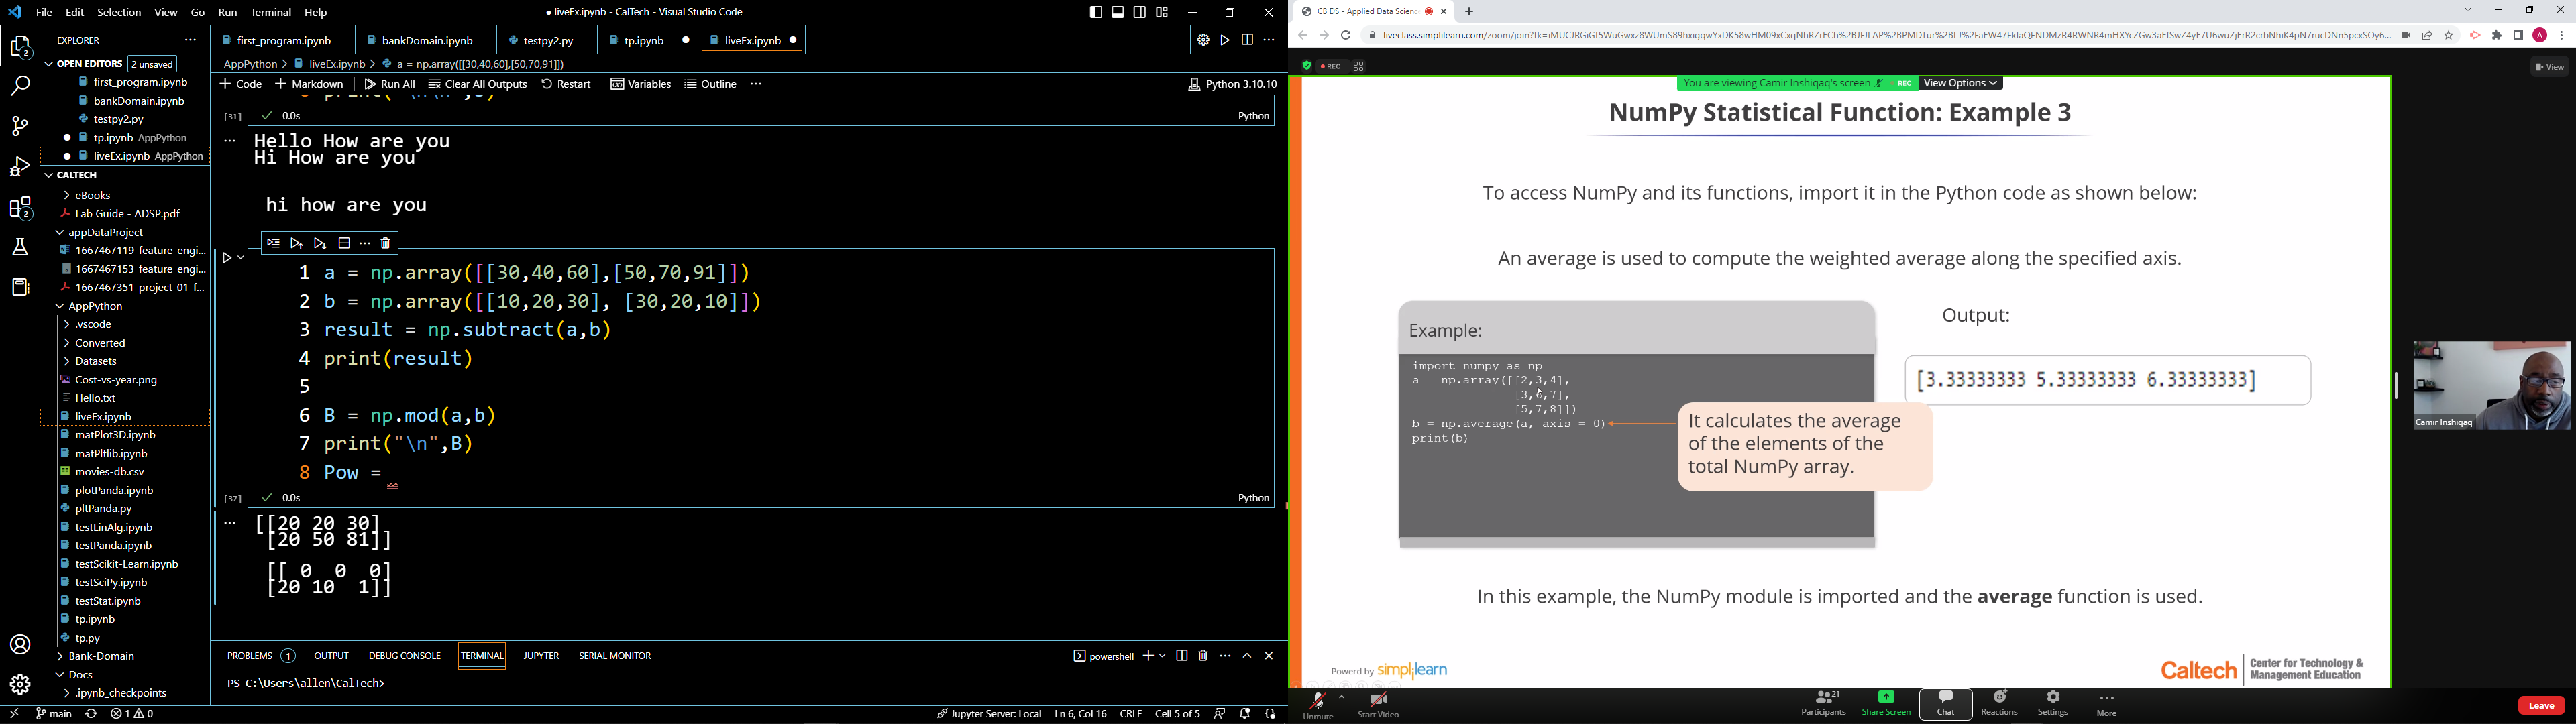 File Edit Selection View Go Run Terminal Help
● liveEx.ipynb - CalTech - Visual Studio Code
EXPLORER
OPEN EDITORS 2 unsaved
first_program.ipynb
bankDomain.ipynb
testpy2.py
tp.ipynb AppPython
liveEx.ipynb AppPython
CALTECH
eBooks
Lab Guide - ADSP.pdf
appDataProject
1667467119_feature_engi...
1667467153_feature_engi...
1667467351_project_01_f...
AppPython
.vscode
Converted
Datasets
Cost-vs-year.png
Hello.txt
liveEx.ipynb
matPlot3D.ipynb
matPltlib.ipynb
movies-db.csv
plotPanda.ipynb
pltPanda.py
testLinAlg.ipynb
testPanda.ipynb
testScikit-Learn.ipynb
testSciPy.ipynb
testStat.ipynb
tp.ipynb
tp.py
Bank-Domain
Docs
.ipynb_checkpoints
first_program.ipynb bankDomain.ipynb testpy2.py tp.ipynb liveEx.ipynb
AppPython > liveEx.ipynb > a = np.array([[30,40,60],[50,70,91]])
+ Code + Markdown Run All Clear All Outputs Restart Variables Outline ... Python 3.10.10
[31] 0.0s Python
Hello How are you
Hi How are you
hi how are you
1 a = np.array([[30,40,60],[50,70,91]])
2 b = np.array([[10,20,30], [30,20,10]])
3 result = np.subtract(a,b)
4 print(result)
5
6 B = np.mod(a,b)
7 print("\n",B)
8 Pow =
[37] 0.0s Python
[[20 20 30]
[20 50 81]]
[[ 0 0 0]
[20 10 1]]
PROBLEMS 1 OUTPUT DEBUG CONSOLE TERMINAL JUPYTER SERIAL MONITOR
powershell
PS C:\Users\allen\CalTech>
main 1 0 Jupyter Server: Local Ln 6, Col 16 CRLF Cell 5 of 5
CB DS - Applied Data Scienc
REC
View
You are viewing Camir Inshiqaq's screen REC View Options
NumPy Statistical Function: Example 3
To access NumPy and its functions, import it in the Python code as shown below:
An average is used to compute the weighted average along the specified axis.
Example:
import numpy as np
a = np.array([[2,3,4],
[3,6,7],
[5,7,8]])
b = np.average(a, axis = 0)
print(b)
It calculates the average
of the elements of the
total NumPy array.
Output:
[3.33333333 5.33333333 6.33333333]
In this example, the NumPy module is imported and the average function is used.
Powerd by simplilearn
Caltech Center for Technology &
Management Education
Camir Inshiqaq
Unmute Start Video Participants 21 Share Screen Chat Reactions Settings More Leave